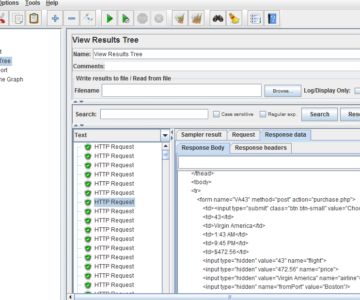 Options Tools Help
View Results Tree
Name: View Results Tree
Comments:
Write results to file / Read from file
Filename Browse... Log/Display Only:
Search: Case sensitive Regular exp. Search
Text
Sampler result Request Response data
Response Body Response headers
Tree
port
ne Graph
HTTP Request
HTTP Request
HTTP Request
HTTP Request
HTTP Request
HTTP Request
HTTP Request
HTTP Request
HTTP Request
HTTP Request
HTTP Request
HTTP Request
HTTP Request
HTTP Request
</thead>
<tbody>
<tr>
<form name="VA43" method="post" action="purchase.php">
<td><input type="submit" class="btn btn-small" value="Choo
<td>43</td>
<td>Virgin America</td>
<td>1:43 AM</td>
<td>9:45 PM</td>
<td>$472.56</td>
<input type="hidden" value="43" name="flight">
<input type="hidden" value="472.56" name="price">
<input type="hidden" value="Virgin America" name="airline"
<input type="hidden" name="fromPort" value="Boston">